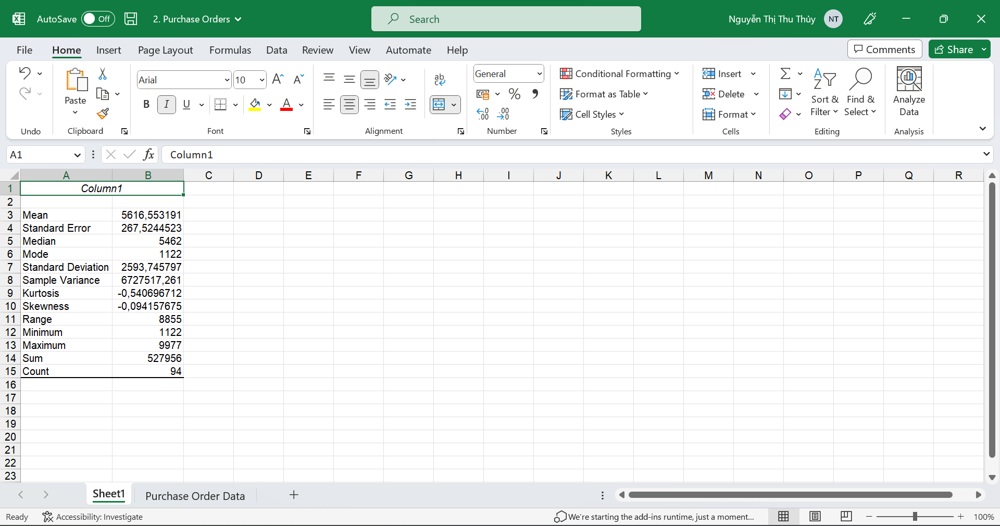 AutoSave Off 2. Purchase Orders Search Nguyễn Thị Thu Thủy NT
File Home Insert Page Layout Formulas Data Review View Automate Help Comments Share
Paste
Arial 10
B I U A
ab
General
% 
Conditional Formatting
Format as Table
Cell Styles
Insert
Delete
Format
Sort & Filter
Find & Select
Analyze Data
Undo Clipboard Font Alignment Number Styles Cells Editing Analysis
A1 fx Column1
A B C D E F G H I J K L M N O P Q R
1 Column1
2
3 Mean 5616,553191
4 Standard Error 267,5244523
5 Median 5462
6 Mode 1122
7 Standard Deviation 2593,745797
8 Sample Variance 6727517,261
9 Kurtosis -0,540696712
10 Skewness -0,094157675
11 Range 8855
12 Minimum 1122
13 Maximum 9977
14 Sum 527956
15 Count 94
16
17
18
19
20
21
22
23
Sheet1 Purchase Order Data
Ready Accessibility: Investigate We're starting the add-ins runtime, just a moment... 100%